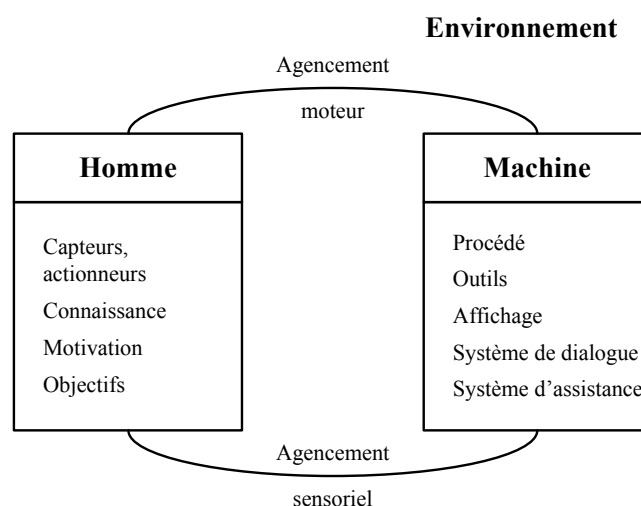 Environnement
Agencement
moteur
Homme
Machine
Capteurs,
actionneurs
Connaissance
Motivation
Objectifs
Procédé
Outils
Affichage
Système de dialogue
Système d’assistance
Agencement
sensoriel